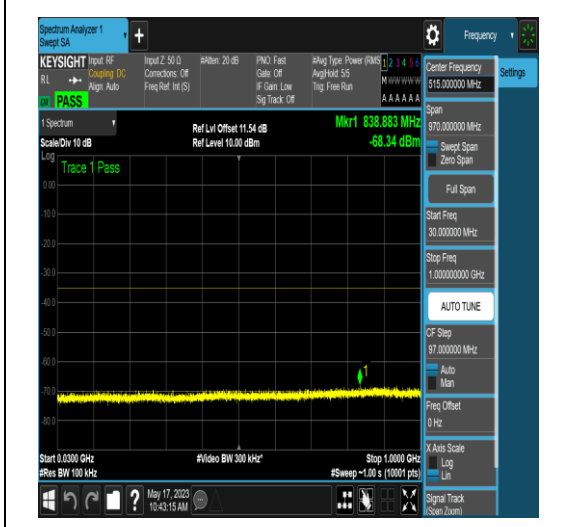 Spectrum Analyzer 1
Swept SA
+
Frequency
KEYSIGHT Input: RF
RL
Coupling: DC
Align: Auto
Input Z: 50 Ω
Corrections: Off
Freq Ref: Int (S)
#Atten: 20 dB
PNO: Fast
Gate: Off
IF Gain: Low
Sig Track: Off
#Avg Type: Power (RMS
Avg|Hold: 5/5
Trig: Free Run
1 2 3 4 5 6
M W W W W W
A A A A A A
PASS
1 Spectrum
Scale/Div 10 dB
Ref Lvl Offset 11.54 dB
Ref Level 10.00 dBm
Mkr1 838.883 MHz
-68.34 dBm
Log
Trace 1 Pass
0.00
-10.0
-20.0
-30.0
-40.0
-50.0
-60.0
-70.0
-80.0
1
Start 0.0300 GHz
#Res BW 100 kHz
#Video BW 300 kHz*
Stop 1.0000 GHz
#Sweep ~1.00 s (10001 pts)
May 17, 2023
10:43:15 AM
?
Center Frequency
515.000000 MHz
Settings
Span
970.000000 MHz
Swept Span
Zero Span
Full Span
Start Freq
30.000000 MHz
Stop Freq
1.000000000 GHz
AUTO TUNE
CF Step
97.000000 MHz
Auto
Man
Freq Offset
0 Hz
X Axis Scale
Log
Lin
Signal Track
(Span Zoom)